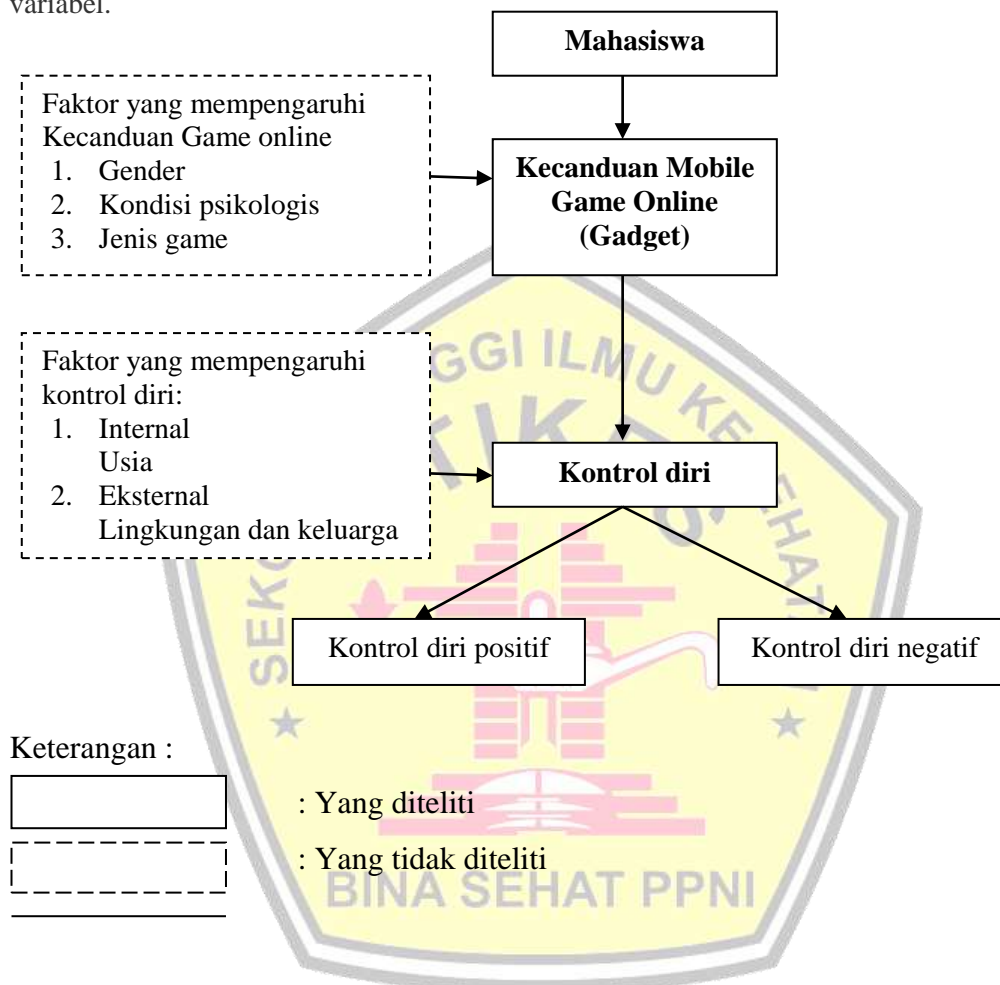 variabel.
Mahasiswa
Faktor yang mempengaruhi
Kecanduan Game online
1. Gender
2. Kondisi psikologis
3. Jenis game
Kecanduan Mobile
Game Online
(Gadget)
Faktor yang mempengaruhi
kontrol diri:
1. Internal
Usia
2. Eksternal
Lingkungan dan keluarga
Kontrol diri
Kontrol diri positif
Kontrol diri negatif
Keterangan :
: Yang diteliti
: Yang tidak diteliti
BINA SEHAT PPNI